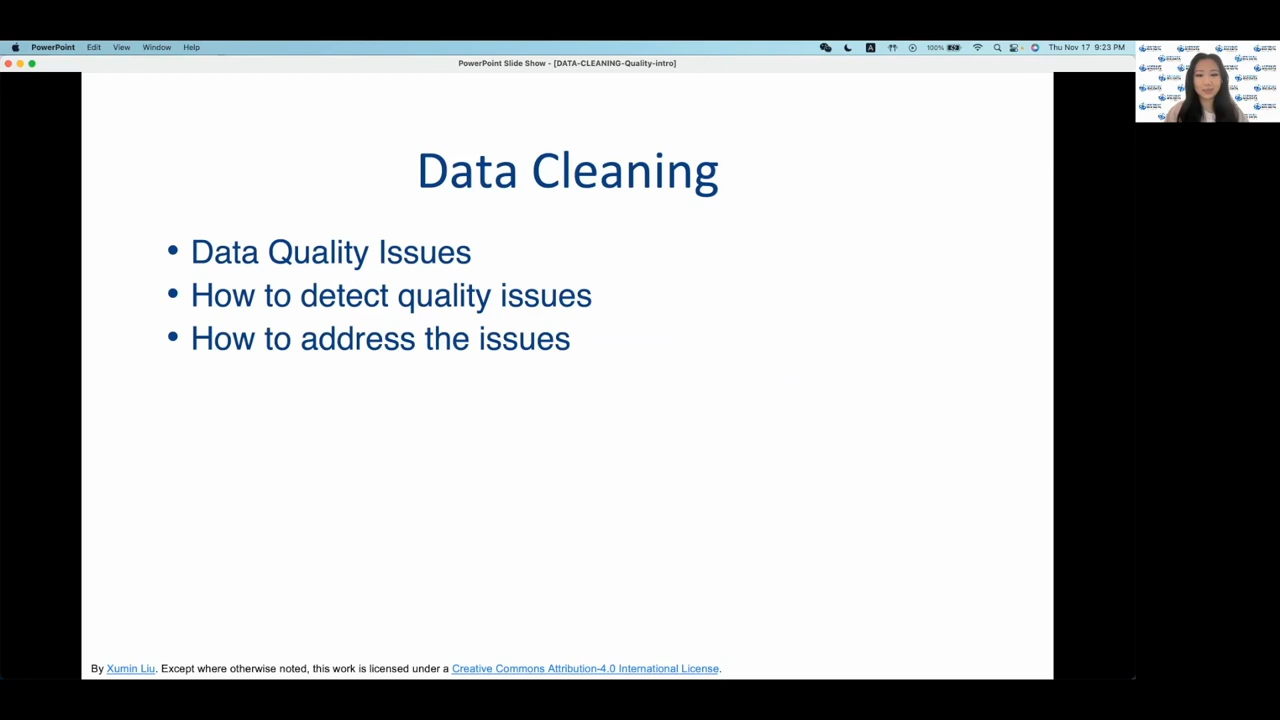 PowerPoint Edit View Window Help
100% Thu Nov 17 9:23 PM
PowerPoint Slide Show - [DATA-CLEANING-Quality-intro]
Data Cleaning
• Data Quality Issues
• How to detect quality issues
• How to address the issues
By Xumin Liu. Except where otherwise noted, this work is licensed under a Creative Commons Attribution-4.0 International License.